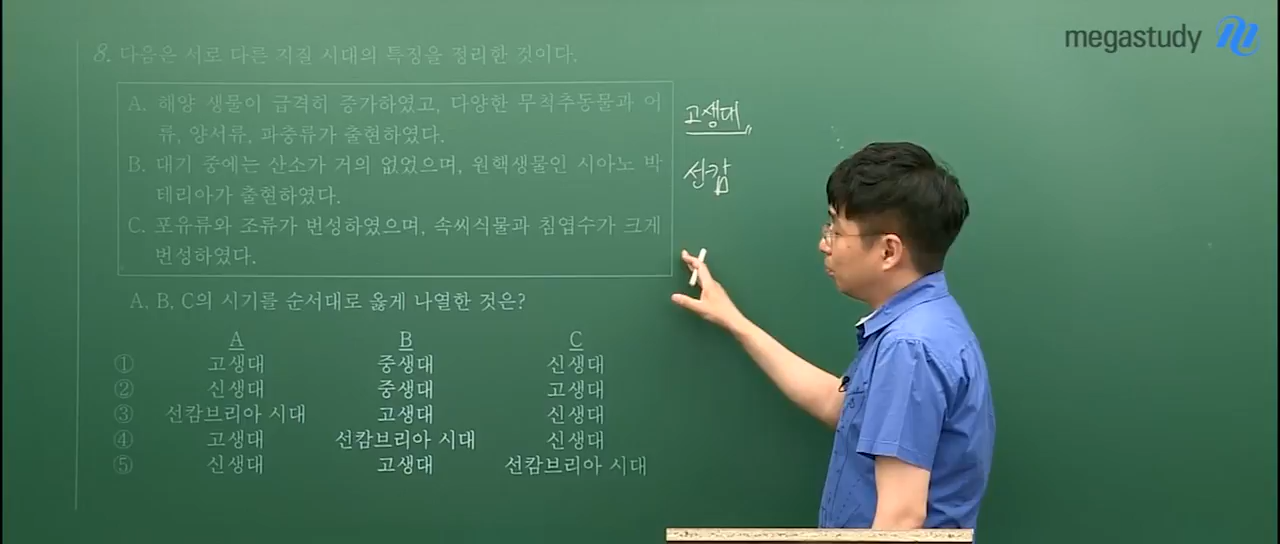 megastudy
8. 다음은 서로 다른 지질 시대의 특징을 정리한 것이다.
A. 해양 생물이 급격히 증가하였고, 다양한 무척추동물과 어
류, 양서류, 파충류가 출현하였다.
고생대
B. 대기 중에는 산소가 거의 없었으며, 원핵생물인 시아노 박
테리아가 출현하였다.
선캄
C. 포유류와 조류가 번성하였으며, 속씨식물과 침엽수가 크게
번성하였다.
A, B, C의 시기를 순서대로 옳게 나열한 것은?
A B C
① 고생대 중생대 신생대
② 신생대 중생대 고생대
③ 선캄브리아 시대 고생대 신생대
④ 고생대 선캄브리아 시대 신생대
⑤ 신생대 고생대 선캄브리아 시대